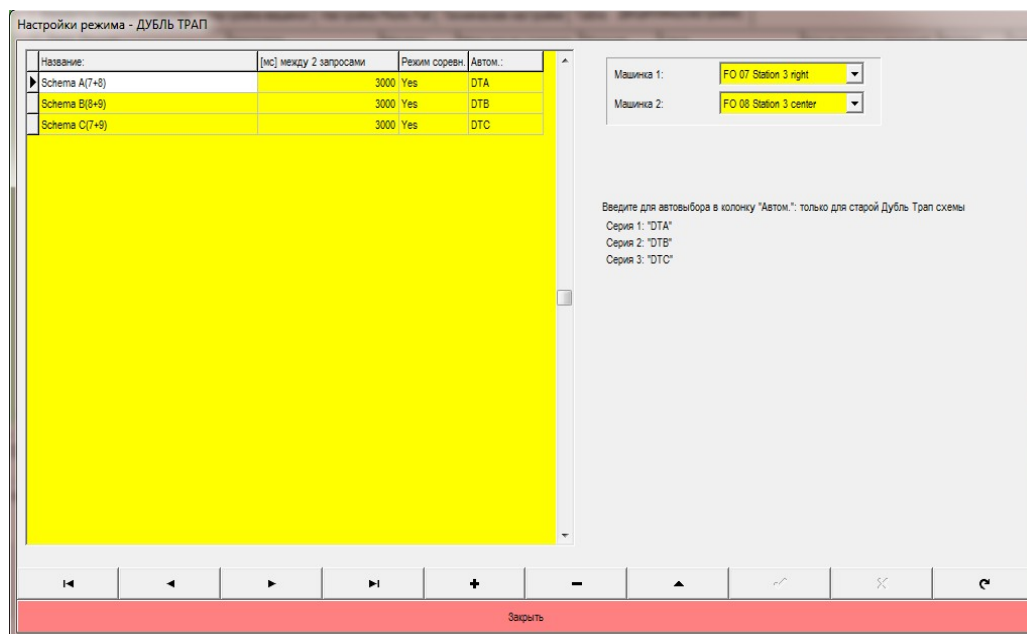 Настройки режима - ДУБЛЬ ТРАП
Название: [мс] между 2 запросами Режим соревн. Автом.:
Schema A(7+8) 3000 Yes DTA
Schema B(8+9) 3000 Yes DTB
Schema C(7+9) 3000 Yes DTC
Машинка 1: FO 07 Station 3 right
Машинка 2: FO 08 Station 3 center
Введите для автовыбора в колонку "Автом.": только для старой Дубль Трап схемы
Серия 1: "DTA"
Серия 2: "DTB"
Серия 3: "DTC"
Закрыть